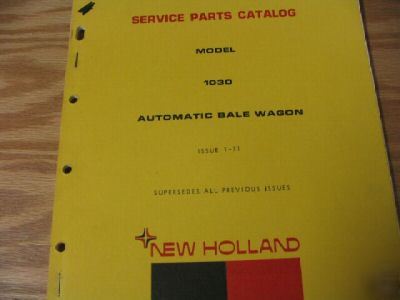 SERVICE PARTS CATALOG
MODEL
1030
AUTOMATIC BALE WAGON
ISSUE 1-71
SUPERSEDES ALL PREVIOUS ISSUES
NEW HOLLAND